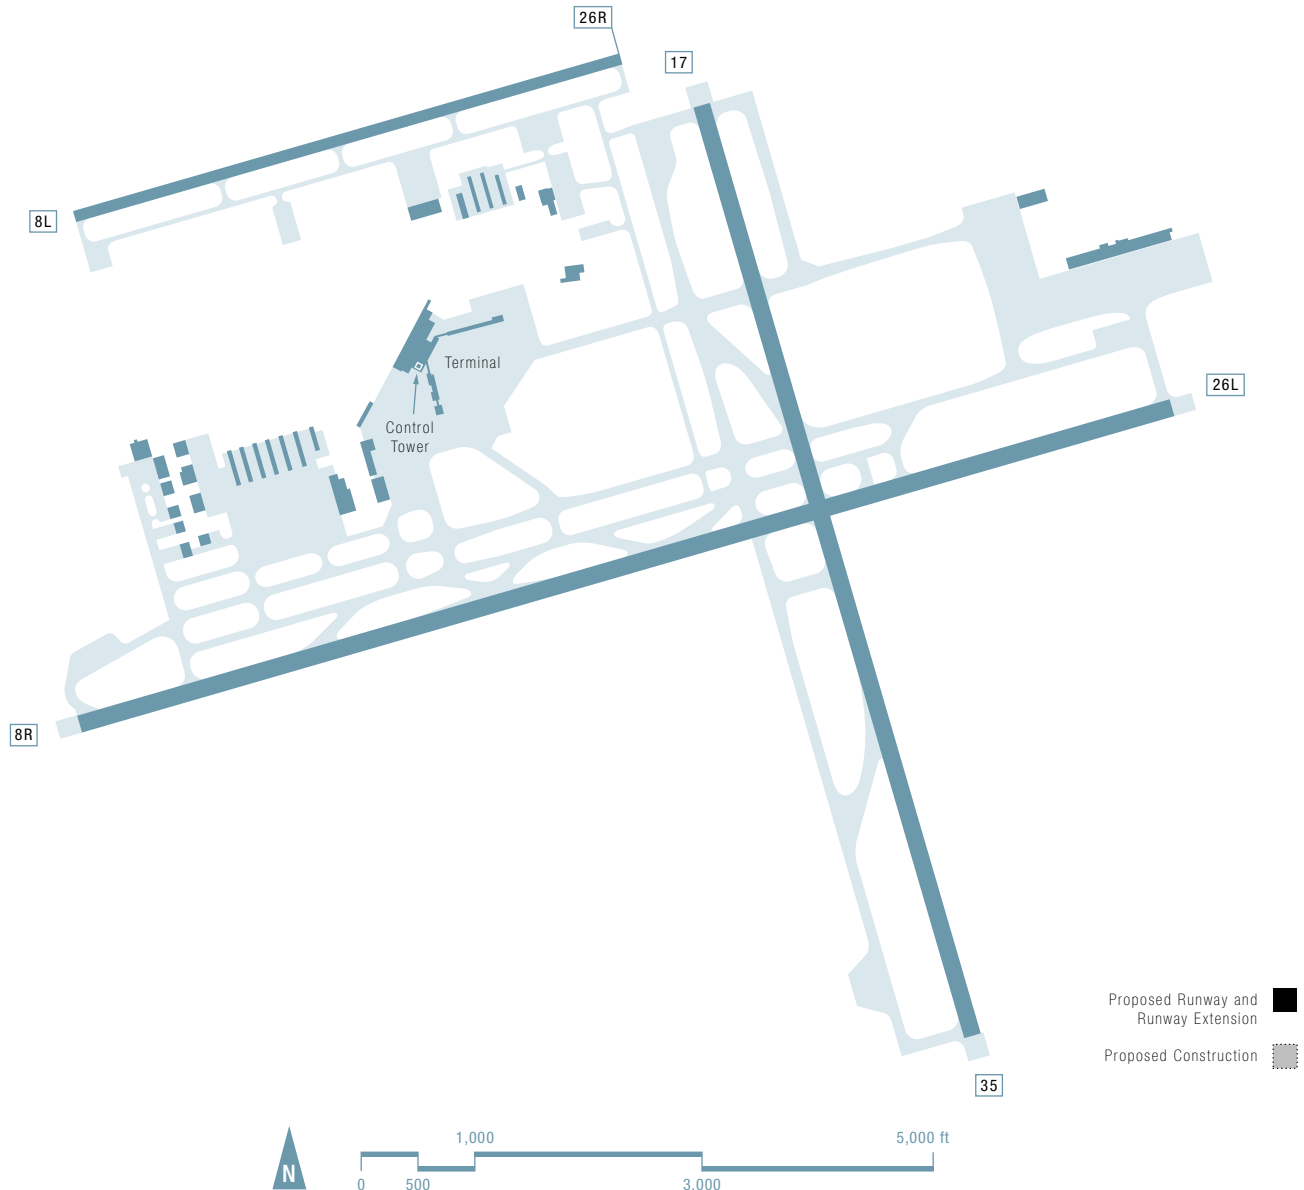 26R
17
8L
Terminal
26L
Control
Tower
8R
Proposed Runway and
Runway Extension
Proposed Construction
35
1,000
5,000 ft
N
0
500
3.000